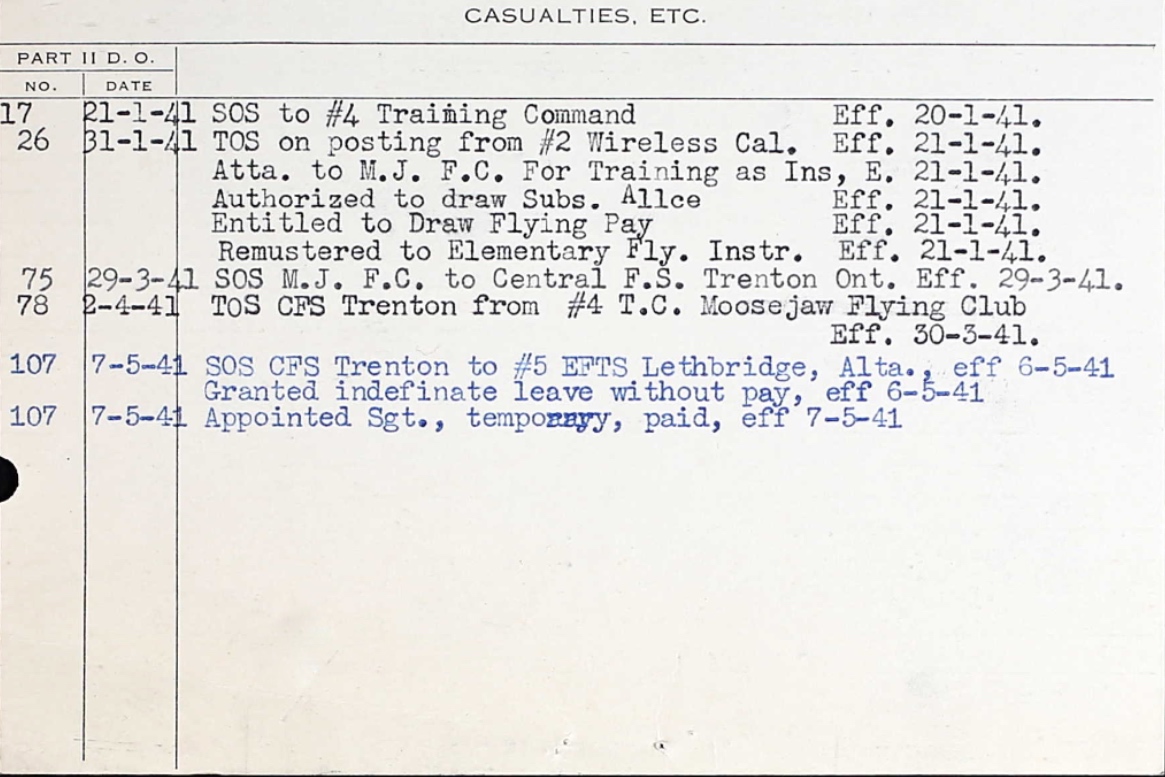 CASUALTIES, ETC.
PART II D. O.
NO. DATE
17 21-1-41 SOS to #4 Training Command Eff. 20-1-41.
26 31-1-41 TOS on posting from #2 Wireless Cal. Eff. 21-1-41.
Atta. to M.J. F.C. For Training as Ins, E. 21-1-41.
Authorized to draw Subs. Allce Eff. 21-1-41.
Entitled to Draw Flying Pay Eff. 21-1-41.
Remustered to Elementary Fly. Instr. Eff. 21-1-41.
75 29-3-41 SOS M.J. F.C. to Central F.S. Trenton Ont. Eff. 29-3-41.
78 2-4-41 ToS CFS Trenton from #4 T.C. Moosejaw Flying Club
Eff. 30-3-41.
107 7-5-41 SOS CFS Trenton to #5 EFTS Lethbridge, Alta., eff 6-5-41
Granted indefinate leave without pay, eff 6-5-41
107 7-5-41 Appointed Sgt., temporary, paid, eff 7-5-41